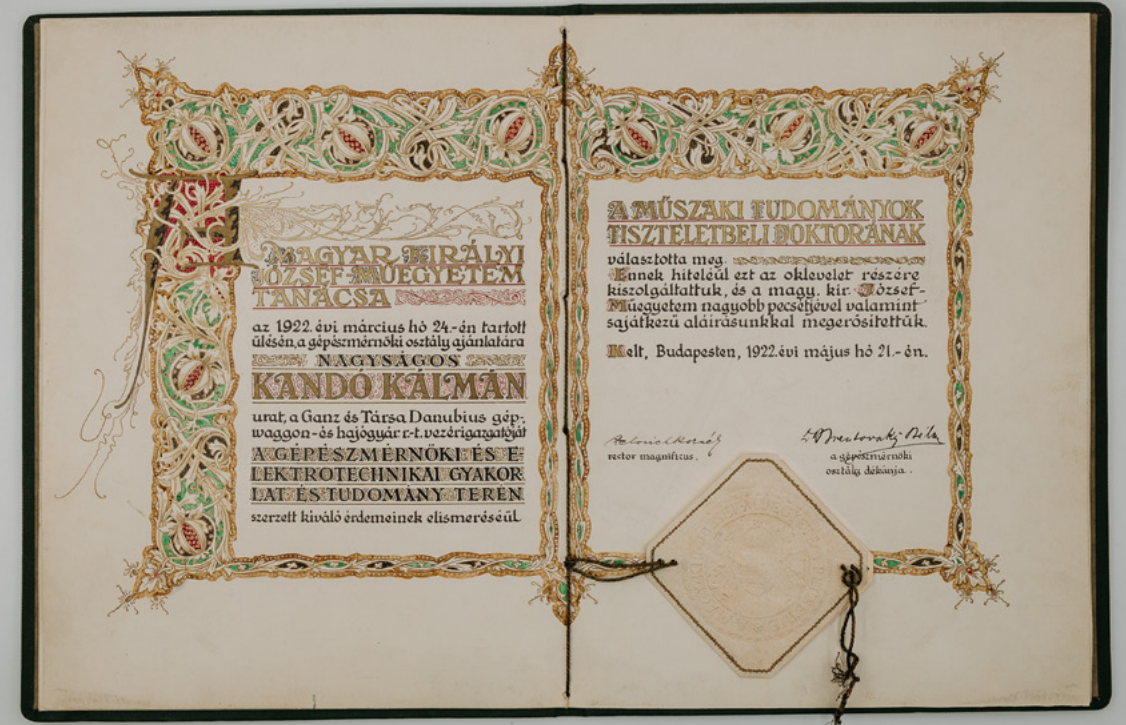 A
MAGYAR KIRÁLYI
JÓZSEF-MŰEGYETEM
TANÁCSA
az 1922. évi március hó 24.-én tartott
ülésén, a gépészmérnöki osztály ajánlatára
NAGYSÁGOS
KANDÓ KÁLMÁN
urat, a Ganz és Társa Danubius gép-,
waggon- és hajógyár r.-t. vezérigazgatóját
A GÉPÉSZMÉRNÖKI ÉS E-
LEKTROTECHNIKAI GYAKOR
LAT ÉS TUDOMÁNY TERÉN
szerzett kiváló érdemeinek elismeréséül
A MŰSZAKI TUDOMÁNYOK
TISZTELETBELI DOKTORÁNAK
választotta meg.
Ennek hiteléül ezt az oklevelet részére
kiszolgáltattuk, és a magy. kir. József-
Műegyetem nagyobb pecsétjével valamint
sajátkezű aláirásunkkal megerősitettük.
Kelt, Budapesten, 1922. évi május hó 21.-én.
rector magnificus.
a gépészmérnöki
osztály dékánja.